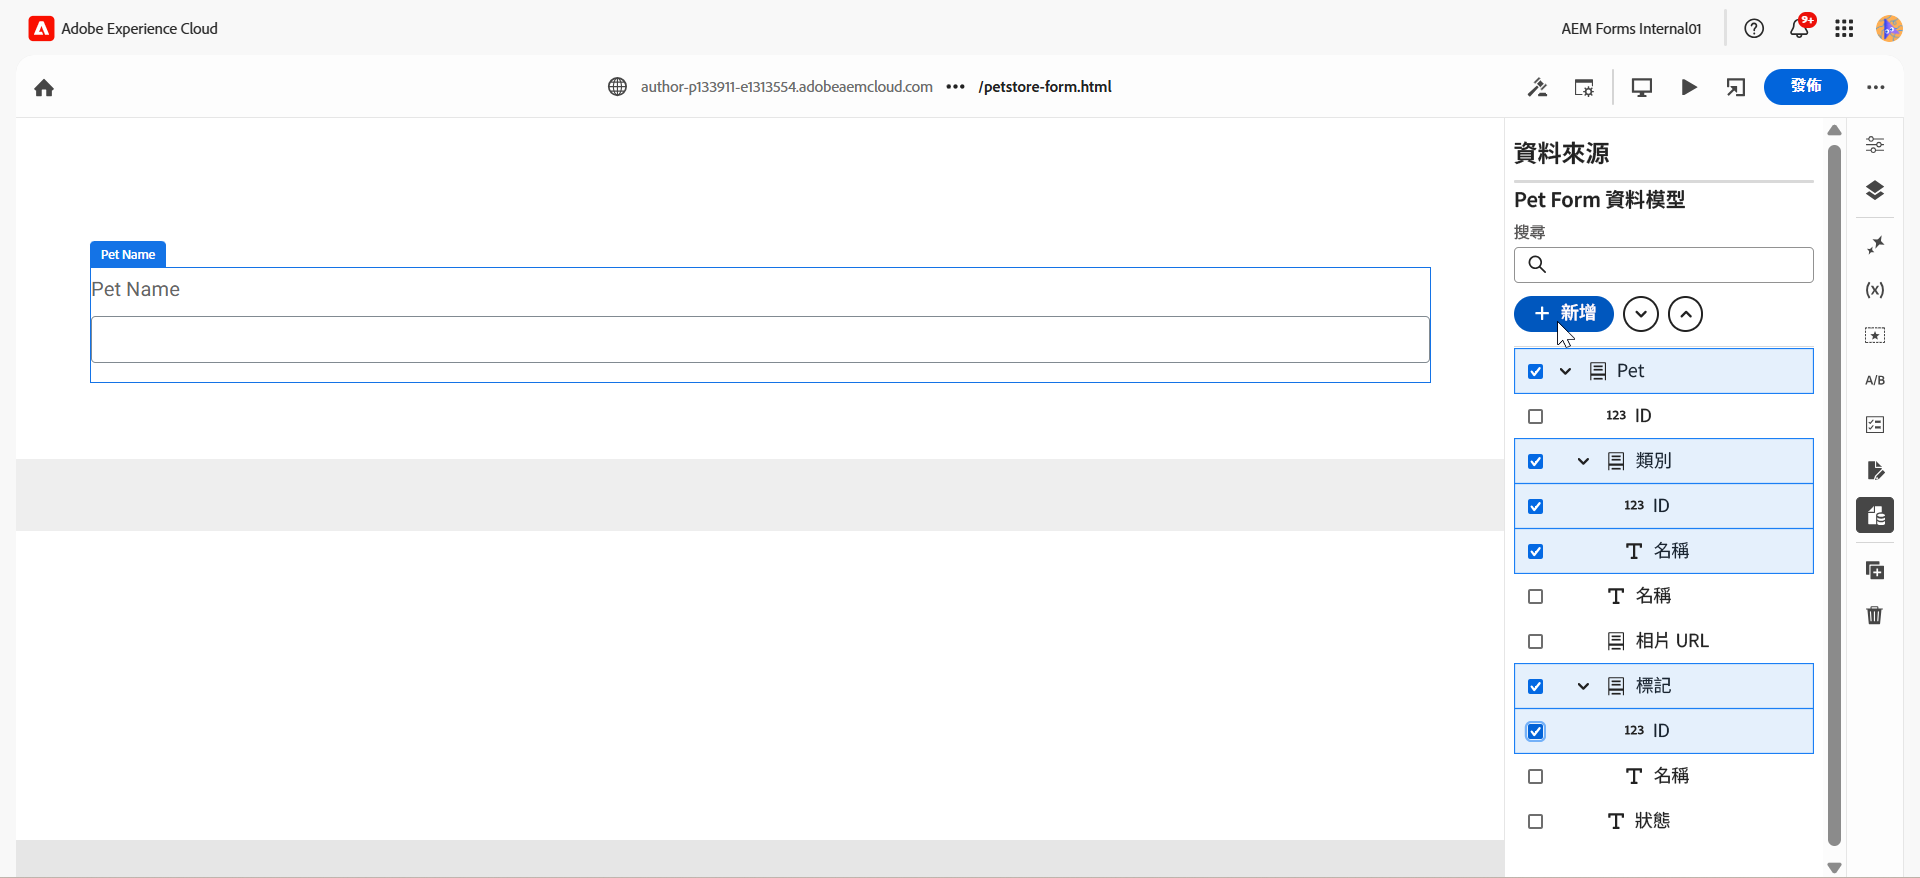 Adobe Experience Cloud
AEM Forms Internal01
9+
author-p133911-e1313554.adobeaemcloud.com ••• /petstore-form.html
發佈
Pet Name
Pet Name
資料來源
Pet Form 資料模型
搜尋
+ 新增
Pet
123 ID
類別
123 ID
T 名稱
T 名稱
相片 URL
標記
123 ID
T 名稱
T 狀態
(x)
A/B